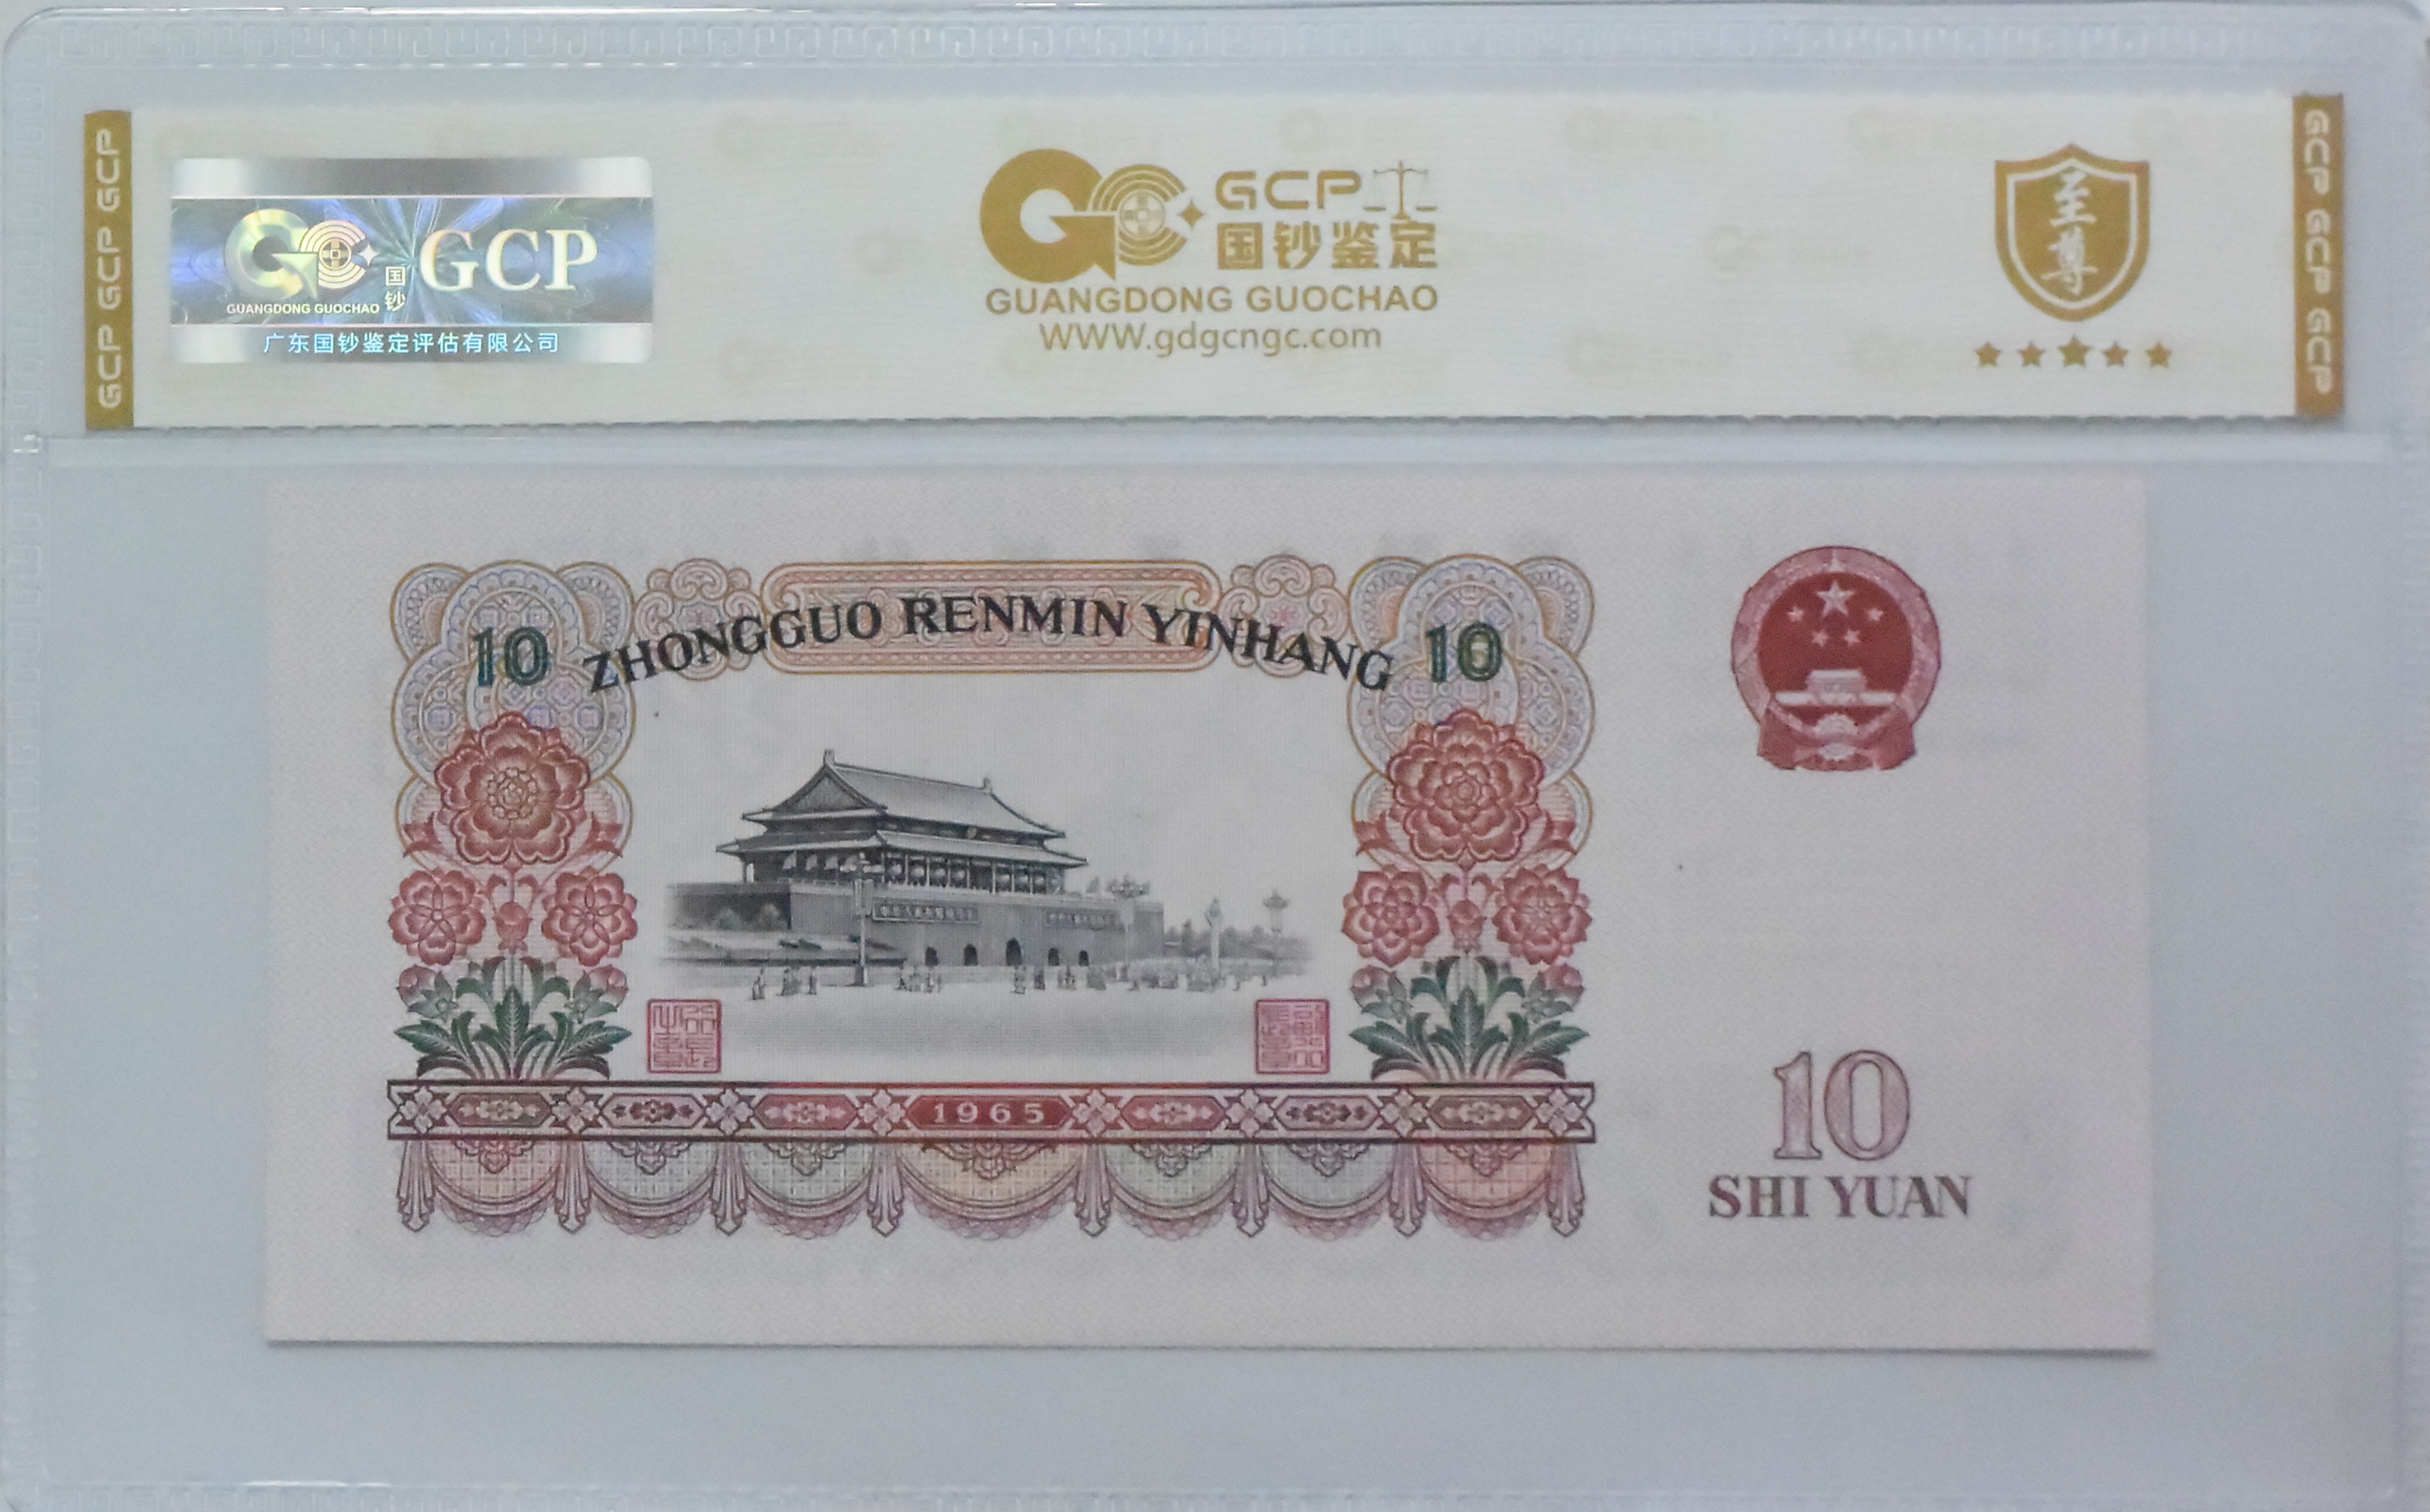 GCP GCP GCP
GUANGDONG GUOCHAO
国钞
GCP
广东国钞鉴定评估有限公司
GCP
国钞鉴定
GUANGDONG GUOCHAO
WWW.gdgcngc.com
至尊
GCP GCP GCP
10 ZHONGGUO RENMIN YINHANG 10
1965
10
SHI YUAN